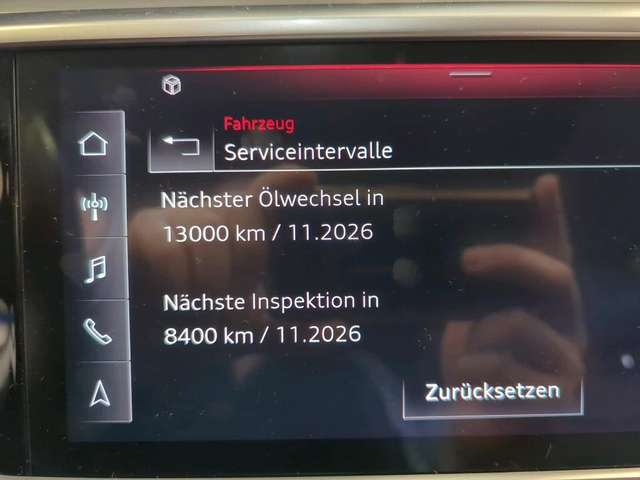 Fahrzeug
Serviceintervalle
Nächster Ölwechsel in
13000 km / 11.2026
Nächste Inspektion in
8400 km / 11.2026
Zurücksetzen